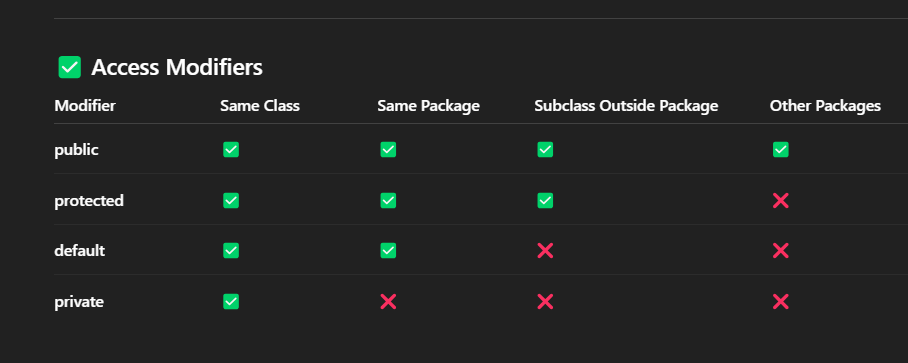 ✅ Access Modifiers
Modifier Same Class Same Package Subclass Outside Package Other Packages
public ✅ ✅ ✅ ✅
protected ✅ ✅ ✅ ❌
default ✅ ✅ ❌ ❌
private ✅ ❌ ❌ ❌